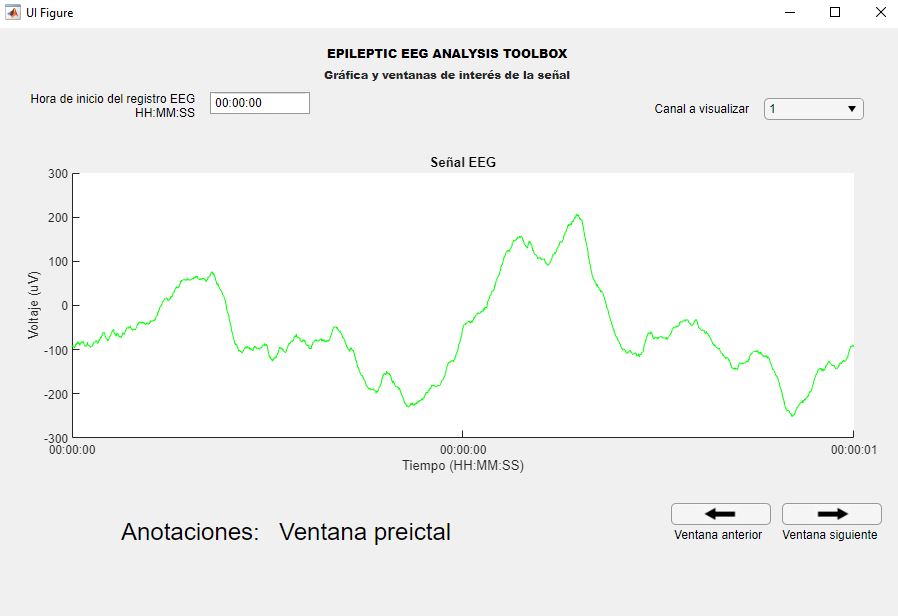 UI Figure
EPILEPTIC EEG ANALYSIS TOOLBOX
Gráfica y ventanas de interés de la señal
Hora de inicio del registro EEG
HH:MM:SS
00:00:00
Canal a visualizar
1
Señal EEG
300
200
100
0
-100
-200
-300
Voltaje (uV)
00:00:00
00:00:00
00:00:01
Tiempo (HH:MM:SS)
Anotaciones: Ventana preictal
Ventana anterior
Ventana siguiente